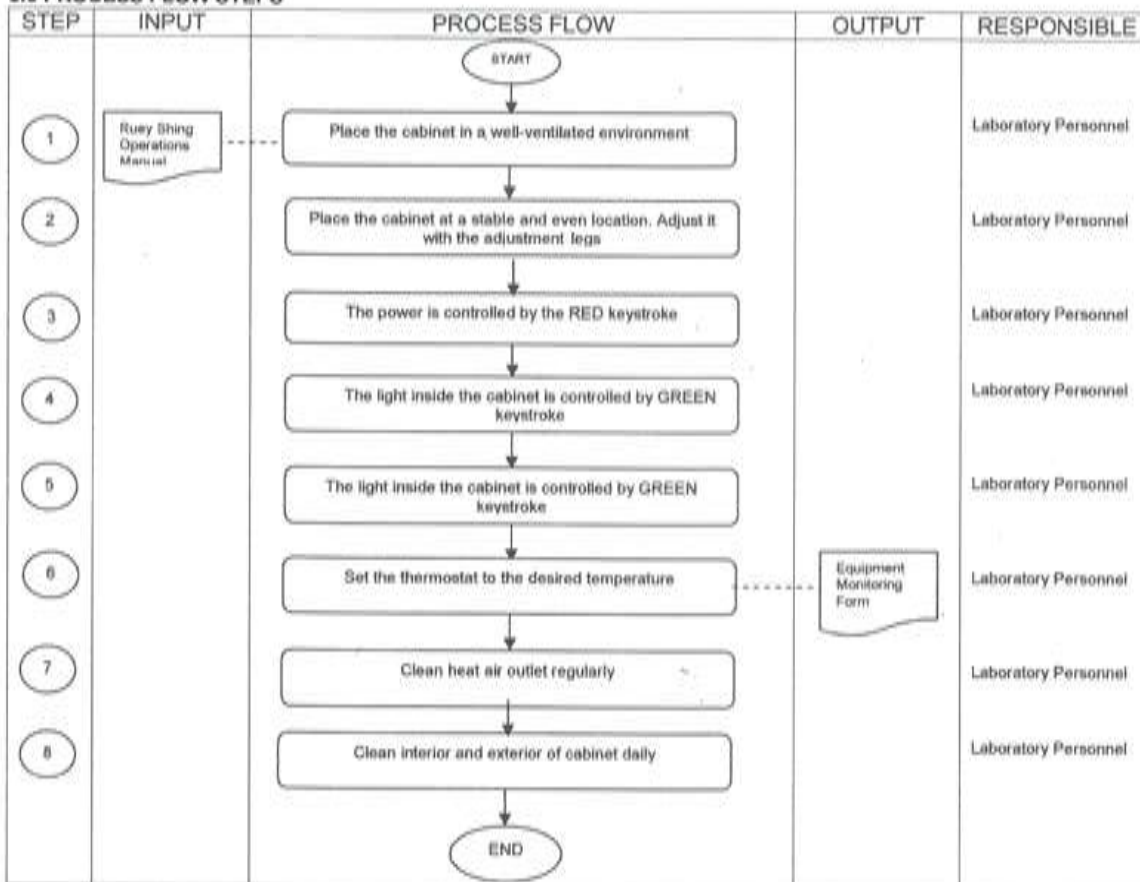 STEP INPUT PROCESS FLOW OUTPUT RESPONSIBLE
START
1
Ruey Shing
Operations
Manual
Place the cabinet in a well-ventilated environment
Laboratory Personnel
2
Place the cabinet at a stable and even location. Adjust it
with the adjustment legs
Laboratory Personnel
3
The power is controlled by the RED keystroke
Laboratory Personnel
4
The light inside the cabinet is controlled by GREEN
keystroke
Laboratory Personnel
5
The light inside the cabinet is controlled by GREEN
keystroke
Laboratory Personnel
6
Set the thermostat to the desired temperature
Equipment
Monitoring
Form
Laboratory Personnel
7
Clean heat air outlet regularly
Laboratory Personnel
8
Clean interior and exterior of cabinet daily
Laboratory Personnel
END